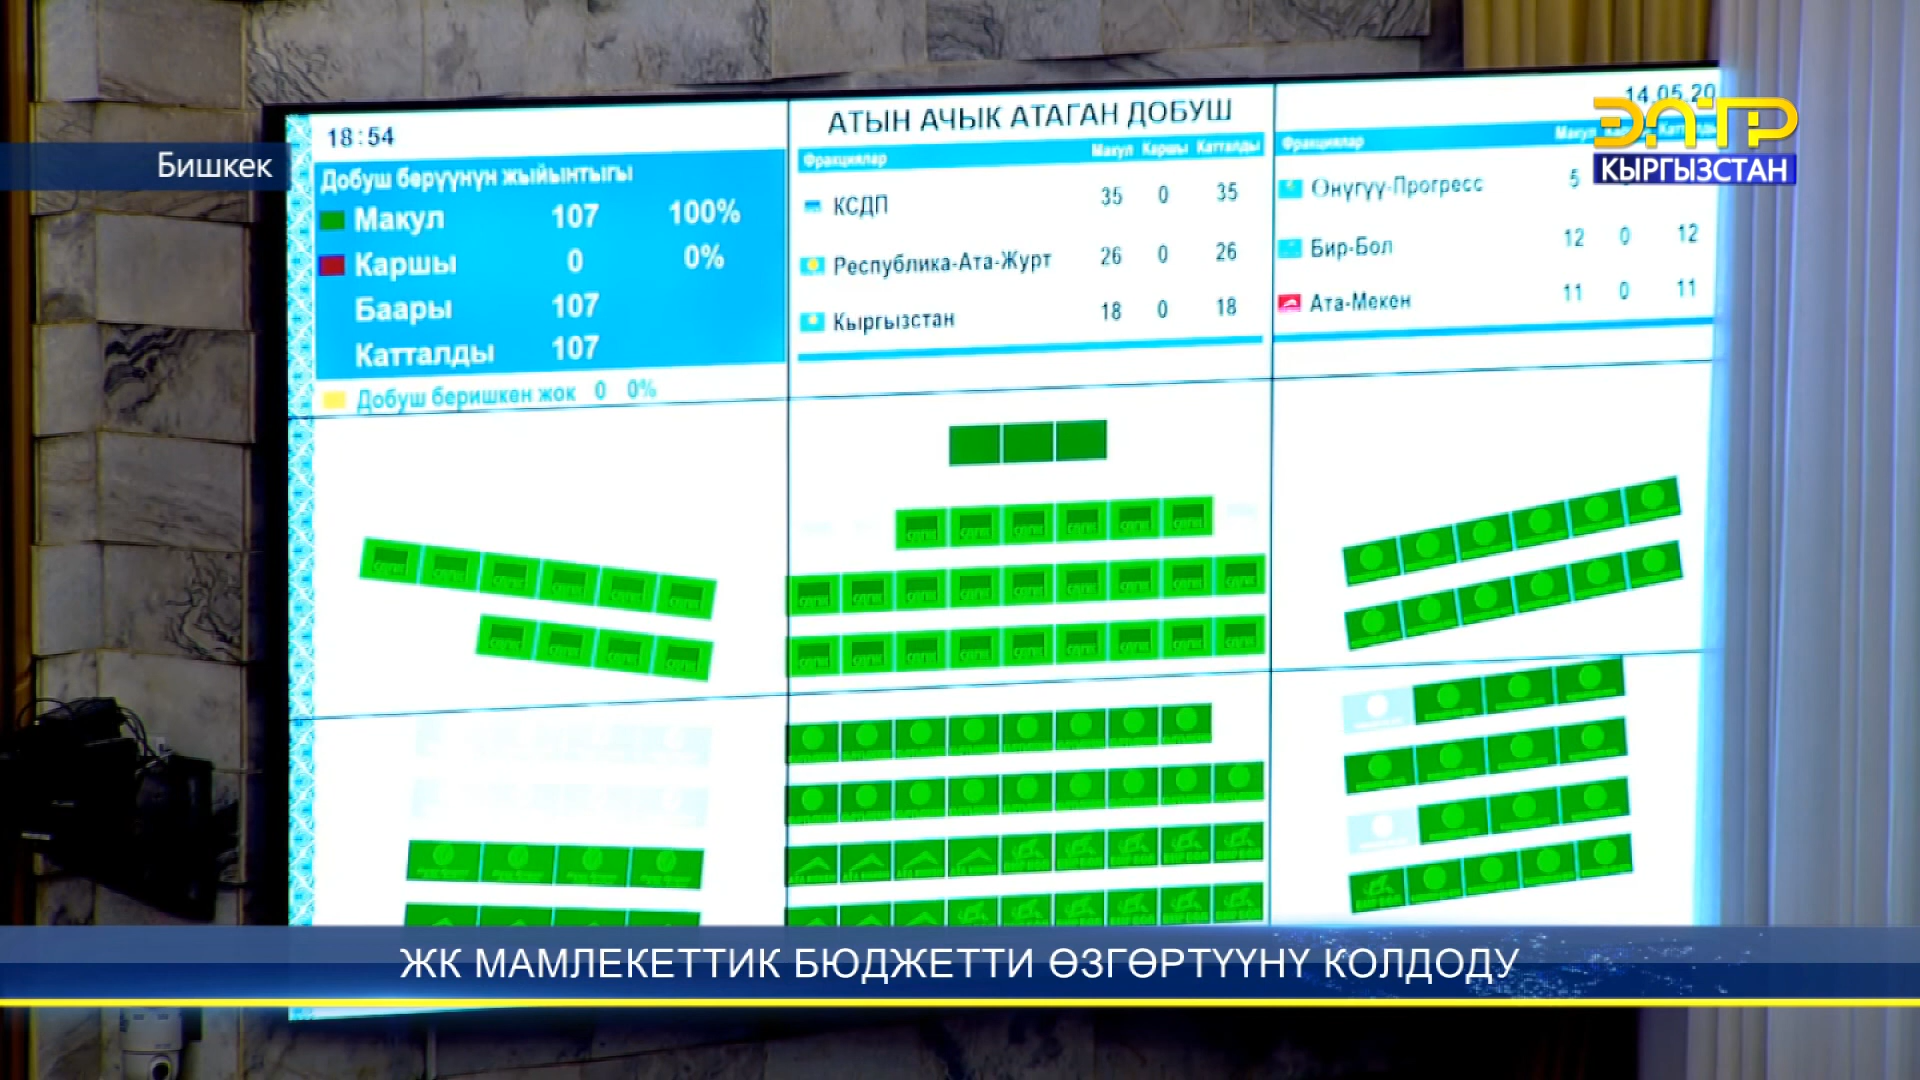 18:54
Добуш берүүнүн жыйынтыгы
Макул 107 100%
Каршы 0 0%
Баары 107
Катталды 107
Добуш беришкен жок 0 0%
АТЫН АЧЫК АТАГАН ДОБУШ
Фракциялар Макул Каршы Катталды
КСДП 35 0 35
Республика-Ата-Журт 26 0 26
Кыргызстан 18 0 18
14.05.20
Фракциялар Макул
Өнүгүү-Прогресс 5
Бир-Бол 12 0 12
Ата-Мекен 11 0 11
ЭЛТР
КЫРГЫЗСТАН
Бишкек
ЖК МАМЛЕКЕТТИК БЮДЖЕТТИ ӨЗГӨРТҮҮНҮ КОЛДОДУ